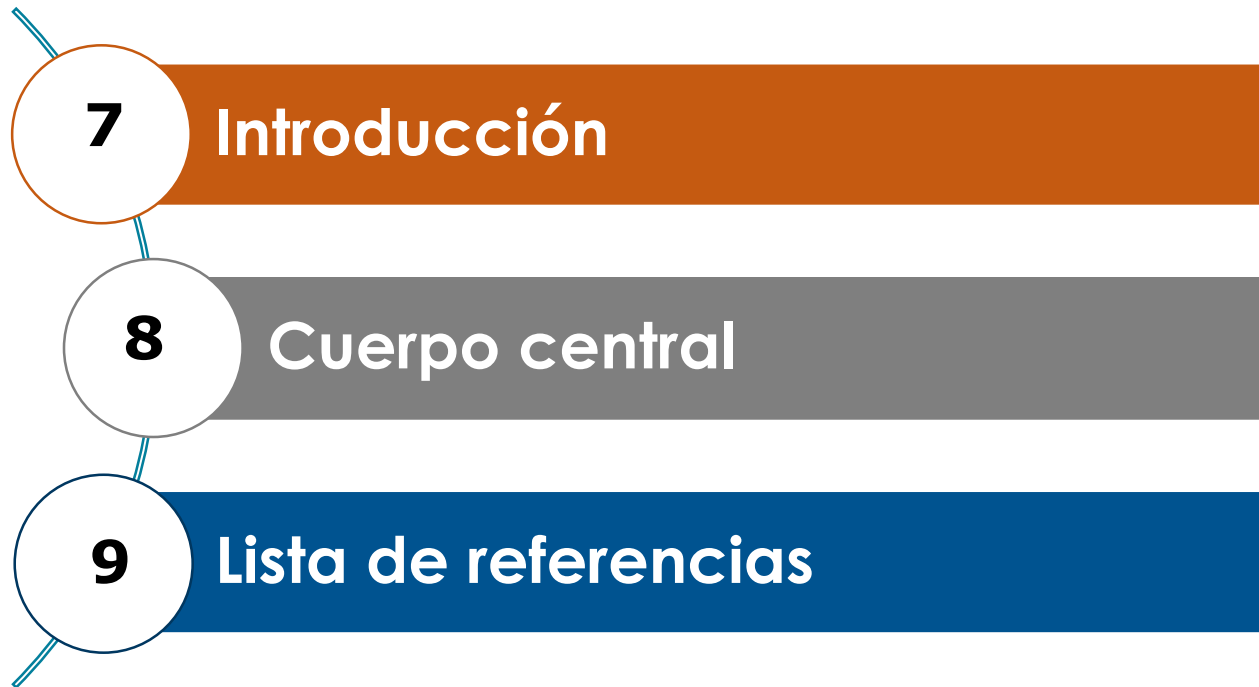 7 Introducción
8 Cuerpo central
9 Lista de referencias